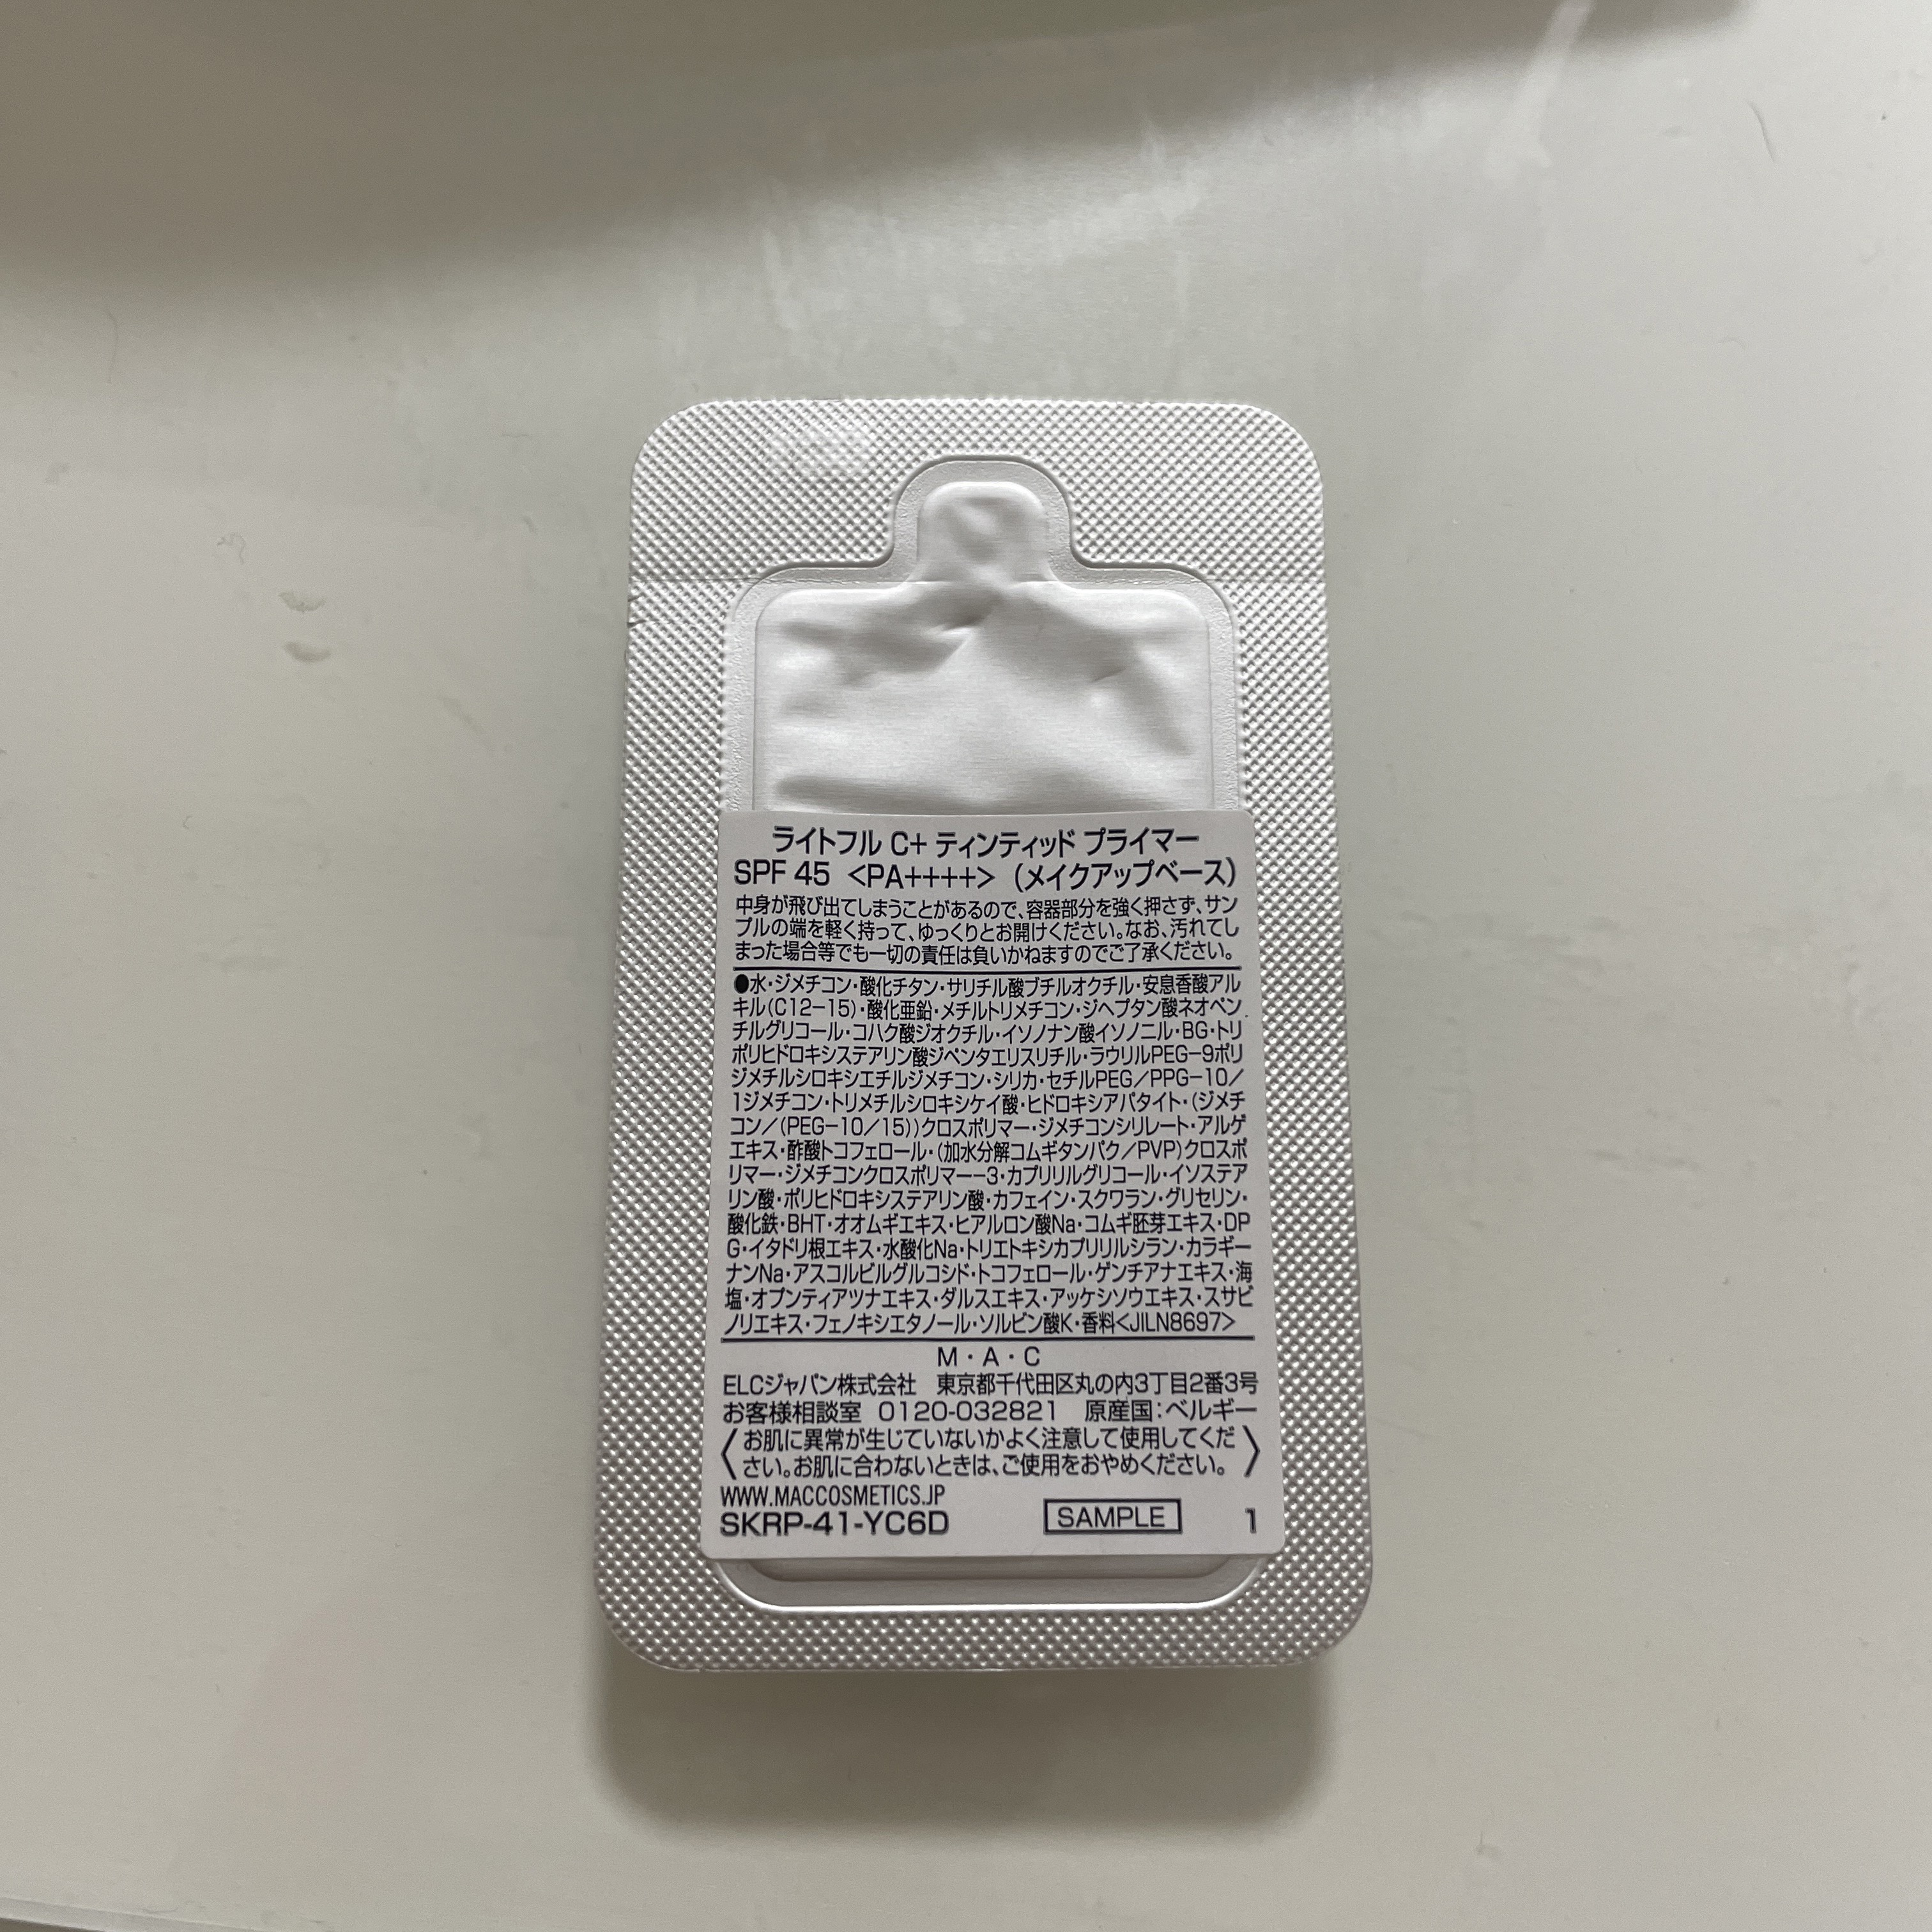 ライトフル C+ ティンティッド プライマー
SPF 45 <PA++++> (メイクアップベース)
中身が飛び出てしまうことがあるので、容器部分を強く押さず、サン
プルの端を軽く持って、ゆっくりとお開けください。なお、汚れてし
まった場合等でも一切の責任は負いかねますのでご了承ください。
●水・ジメチコン・酸化チタン・サリチル酸ブチルオクチル・安息香酸アル
キル(C12-15)・酸化亜鉛・メチルトリメチコン・ジヘプタン酸ネオペン
チルグリコール・コハク酸ジオクチル・イソノナン酸イソノニル・BG・トリ
ポリヒドロキシステアリン酸ジペンタエリスリチル・ラウリルPEG-9ポリ
ジメチルシロキシエチルジメチコン・シリカ・セチルPEG/PPG-10/
1ジメチコン・トリメチルシロキシケイ酸・ヒドロキシアパタイト・(ジメチ
コン/(PEG-10/15))クロスポリマー・ジメチコンシリレート・アルゲ
エキス・酢酸トコフェロール・(加水分解コムギタンパク/PVP)クロスポ
リマー・ジメチコンクロスポリマー-3・カプリリルグリコール・イソステア
リン酸・ポリヒドロキシステアリン酸・カフェイン・スクワラン・グリセリン・
酸化鉄・BHT・オオムギエキス・ヒアルロン酸Na・コムギ胚芽エキス・DP
G・イタドリ根エキス・水酸化Na・トリエトキシカプリリルシラン・カラギー
ナンNa・アスコルビルグルコシド・トコフェロール・ゲンチアナエキス・海
塩・オプンティアツナエキス・ダルスエキス・アッケシソウエキス・スサビ
ノリエキス・フェノキシエタノール・ソルビン酸K・香料<JILN8697>
M・A・C
ELCジャパン株式会社 東京都千代田区丸の内3丁目2番3号
お客様相談室 0120-032821 原産国:ベルギー
〈お肌に異常が生じていないかよく注意して使用してくだ
さい。お肌に合わないときは、ご使用をおやめください。〉
WWW.MACCOSMETICS.JP
SKRP-41-YC6D SAMPLE 1